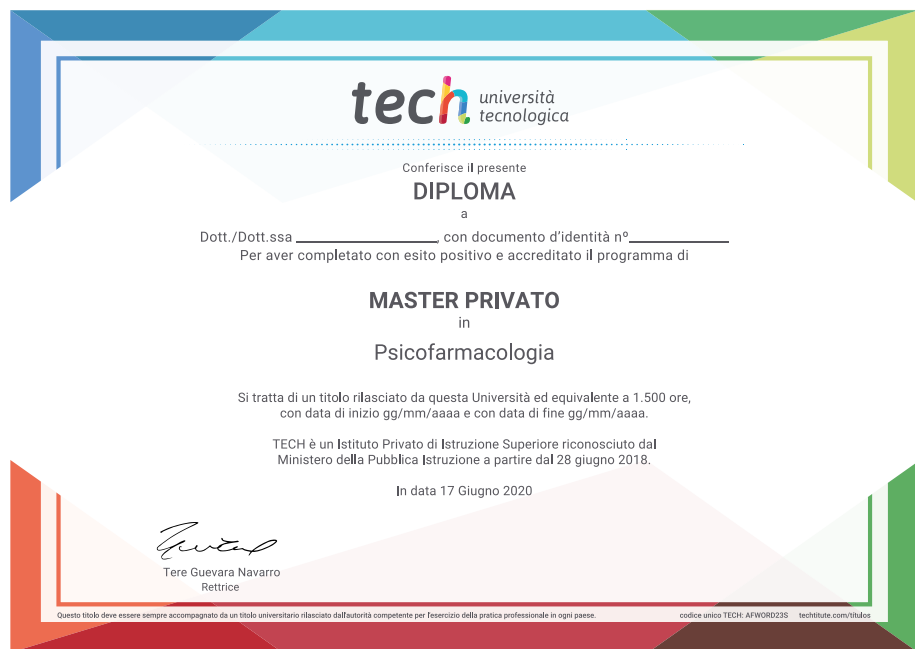 tech università
tecnologica
Conferisce il presente
DIPLOMA
a
Dott./Dott.ssa ________________, con documento d'identità nº___________
Per aver completato con esito positivo e accreditato il programma di
MASTER PRIVATO
in
Psicofarmacologia
Si tratta di un titolo rilasciato da questa Università ed equivalente a 1.500 ore,
con data di inizio gg/mm/aaaa e con data di fine gg/mm/aaaa.
TECH è un Istituto Privato di Istruzione Superiore riconosciuto dal
Ministero della Pubblica Istruzione a partire dal 28 giugno 2018.
In data 17 Giugno 2020
Tere Guevara Navarro
Rettrice
Questo titolo deve essere sempre accompagnato da un titolo universitario rilasciato dall'autorità competente per l'esercizio della pratica professionale in ogni paese. codice unico TECH: AFWORD23S techtitute.com/titulos